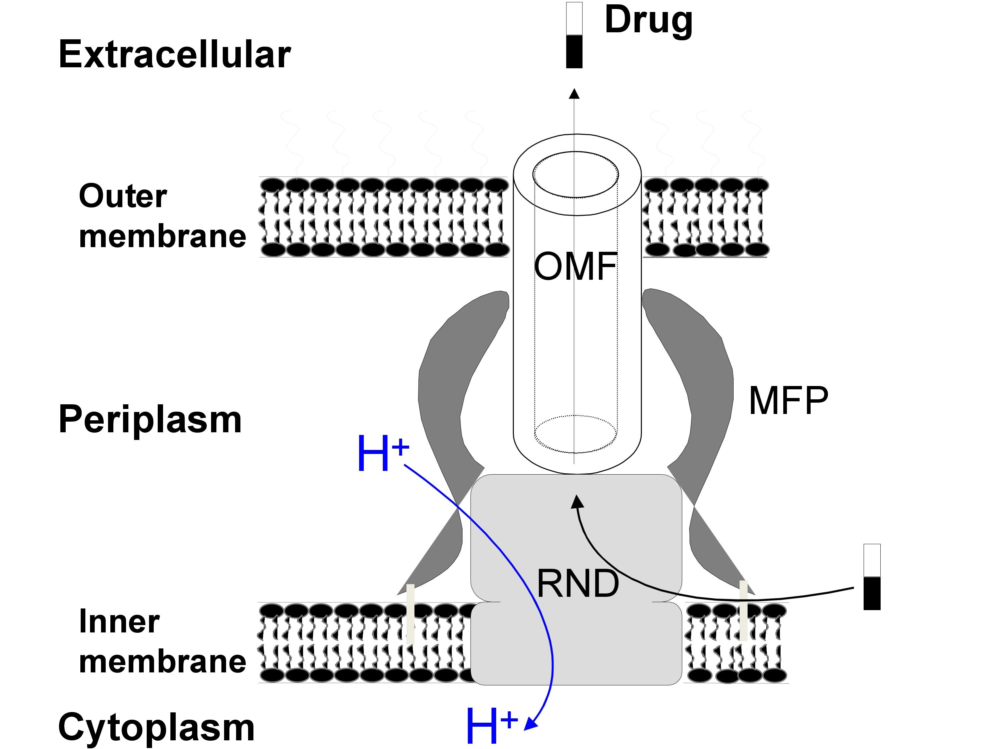 Drug
Extracellular
Outer
membrane
OMF
MFP
Periplasm
H+
RND
Inner
membrane
Cytoplasm
H+